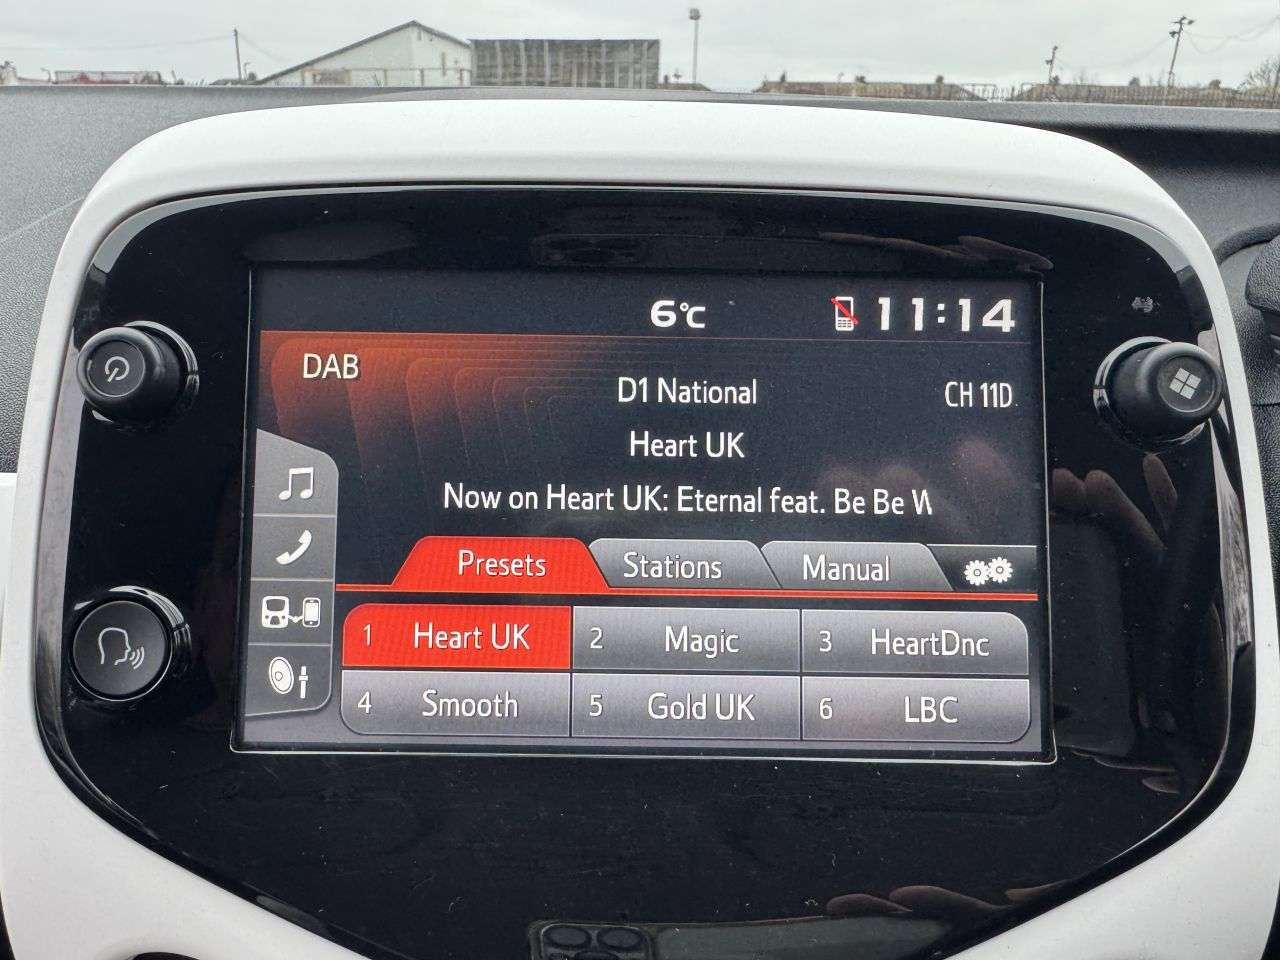 6°C 11:14
DAB
D1 National CH 11D
Heart UK
Now on Heart UK: Eternal feat. Be Be
Presets Stations Manual
1 Heart UK 2 Magic 3 HeartDnc
4 Smooth 5 Gold UK 6 LBC